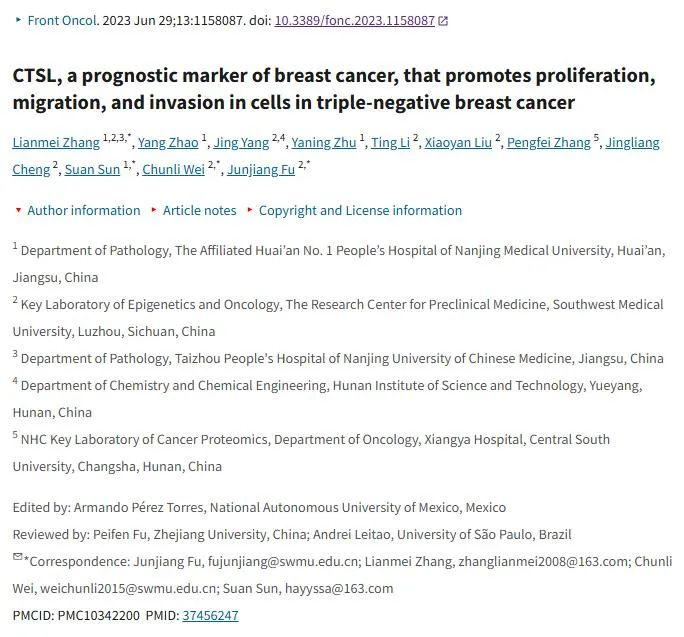 Front Oncol. 2023 Jun 29;13:1158087. doi: 10.3389/fonc.2023.1158087
CTSL, a prognostic marker of breast cancer, that promotes proliferation,
migration, and invasion in cells in triple-negative breast cancer
Lianmei Zhang 1,2,3,*, Yang Zhao 1, Jing Yang 2,4, Yaning Zhu 1, Ting Li 2, Xiaoyan Liu 2, Pengfei Zhang 5, Jingliang
Cheng 2, Suan Sun 1,*, Chunli Wei 2,*, Junjiang Fu 2,*
Author information Article notes Copyright and License information
1 Department of Pathology, The Affiliated Huai’an No. 1 People’s Hospital of Nanjing Medical University, Huai’an,
Jiangsu, China
2 Key Laboratory of Epigenetics and Oncology, The Research Center for Preclinical Medicine, Southwest Medical
University, Luzhou, Sichuan, China
3 Department of Pathology, Taizhou People's Hospital of Nanjing University of Chinese Medicine, Jiangsu, China
4 Department of Chemistry and Chemical Engineering, Hunan Institute of Science and Technology, Yueyang,
Hunan, China
5 NHC Key Laboratory of Cancer Proteomics, Department of Oncology, Xiangya Hospital, Central South
University, Changsha, Hunan, China
Edited by: Armando Pérez Torres, National Autonomous University of Mexico, Mexico
Reviewed by: Peifen Fu, Zhejiang University, China; Andrei Leitao, University of São Paulo, Brazil
*Correspondence: Junjiang Fu, fujunjiang@swmu.edu.cn; Lianmei Zhang, zhanglianmei2008@163.com; Chunli
Wei, weichunli2015@swmu.edu.cn; Suan Sun, hayyssa@163.com
PMCID: PMC10342200 PMID: 37456247